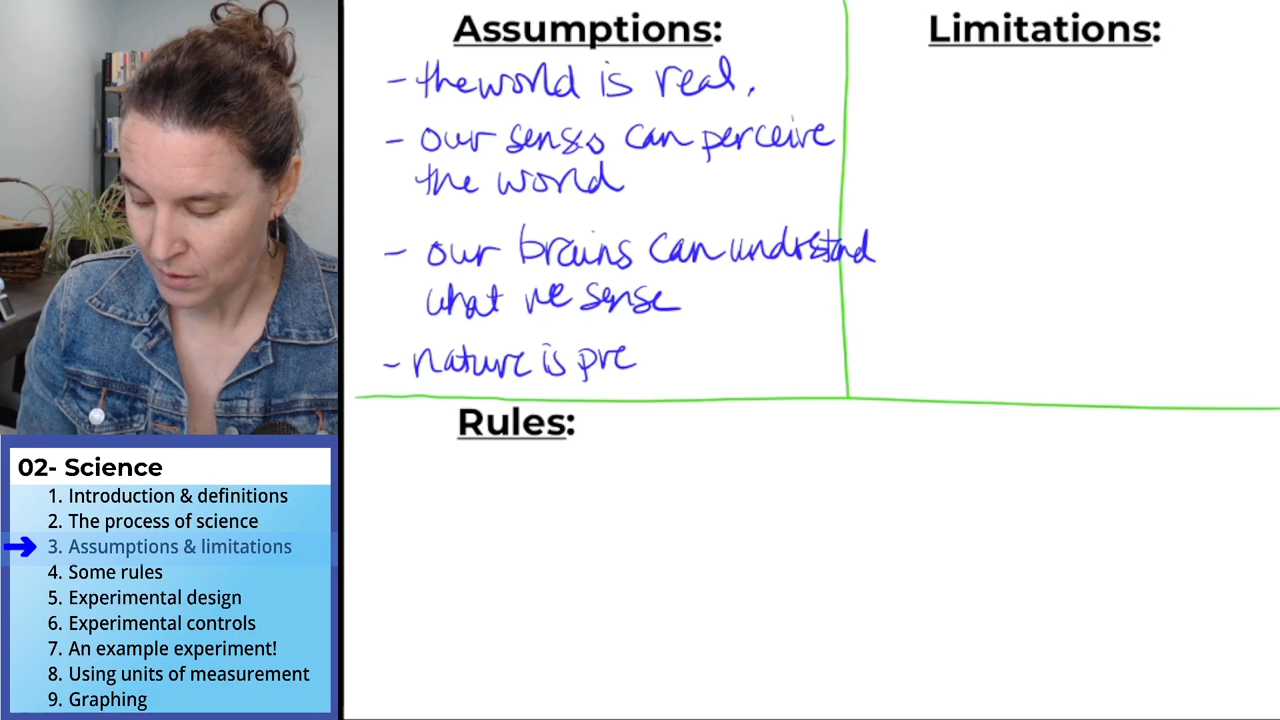 Assumptions:
- the world is real.
- our senses can perceive
the world
- our brains can understand
what we sense
- nature is pre
Limitations:
Rules:
02- Science
1. Introduction & definitions
2. The process of science
3. Assumptions & limitations
4. Some rules
5. Experimental design
6. Experimental controls
7. An example experiment!
8. Using units of measurement
9. Graphing